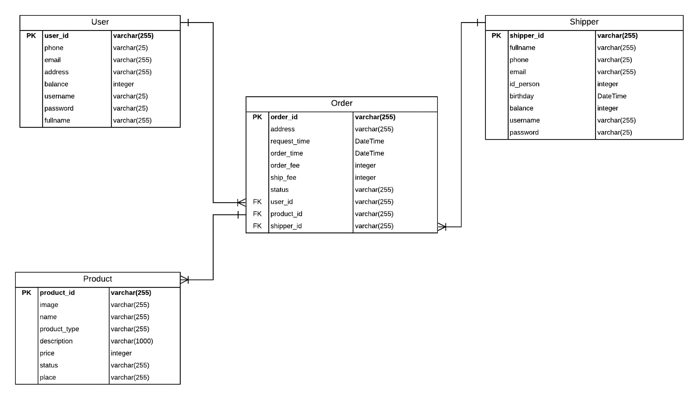 User
PK user_id varchar(255)
phone varchar(25)
email varchar(255)
address varchar(255)
balance integer
username varchar(25)
password varchar(25)
fullname varchar(255)
Shipper
PK shipper_id varchar(255)
fullname varchar(255)
phone varchar(25)
email varchar(255)
id_person integer
birthday DateTime
balance integer
username varchar(255)
password varchar(25)
Order
PK order_id varchar(255)
address varchar(255)
request_time DateTime
order_time DateTime
order_fee integer
ship_fee integer
status varchar(255)
FK user_id varchar(255)
FK product_id varchar(255)
FK shipper_id varchar(255)
Product
PK product_id varchar(255)
image varchar(255)
name varchar(255)
product_type varchar(255)
description varchar(1000)
price integer
status varchar(255)
place varchar(255)